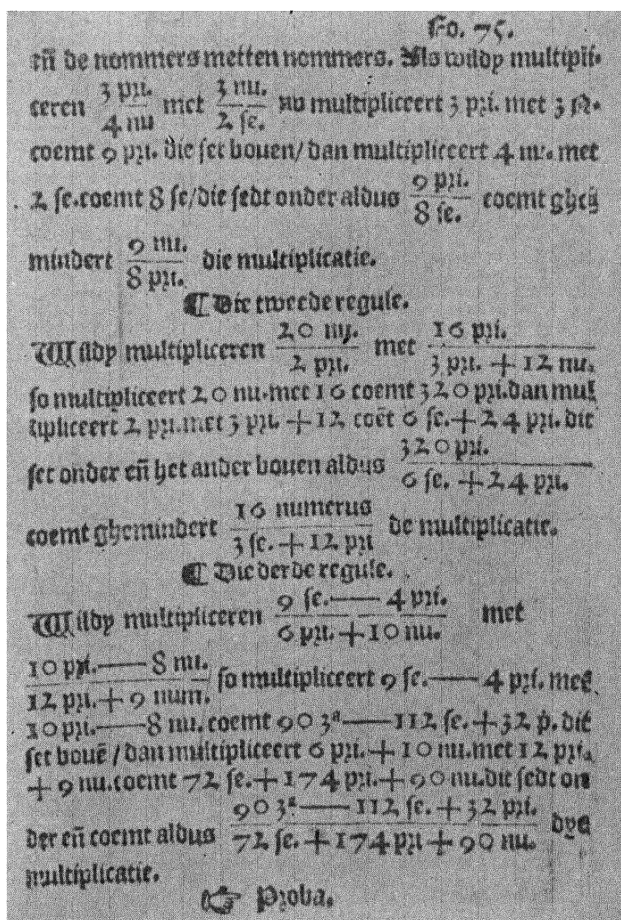 Fo. 75.
eñ de nommers metten nommers. Als wildy multipli-
ceren 3 pri. / 4 nu met 3 nu. / 2 se. nu multipliceert 3 pri. met 3 N.
coemt 9 pri. die set bouen/ dan multipliceert 4 nu. met
2 se. coemt 8 se/ die sedt onder aldus 9 pri. / 8 se. coemt gheij
mindert 9 nu. / 8 pri. die multiplicatie.
¶ Die tweede regule.
Wildy multipliceren 20 nu. / 2 pri. met 16 pri. / 3 pri. + 12 nu.
so multipliceert 20 nu. met 16 coemt 320 pri. dan mul
tipliceert 2 pri. met 3 pri. + 12 coēt 6 se. + 24 pri. die
set onder eñ het ander bouen aldus 320 pri. / 6 se. + 24 pri.
coemt ghemindert 16 numerus / 3 se. + 12 pri de multiplicatie.
¶ Die derde regule.
Wildy multipliceren 9 se. — 4 pri. / 6 pri. + 10 nu. met
10 pri. — 8 nu. / 12 pri. + 9 num. so multipliceert 9 se. — 4 pri. met
10 pri. — 8 nu. coemt 90 3ª — 112 se. + 32 p. die
set bouē / dan multipliceert 6 pri. + 10 nu. met 12 pri.
+ 9 nu. coemt 72 se. + 174 pri. + 90 nu. die sedt on
der eñ coemt aldus 90 3ª — 112 se. + 32 pri. / 72 se. + 174 pri + 90 nu. dye
multiplicatie.
☞ Proba.